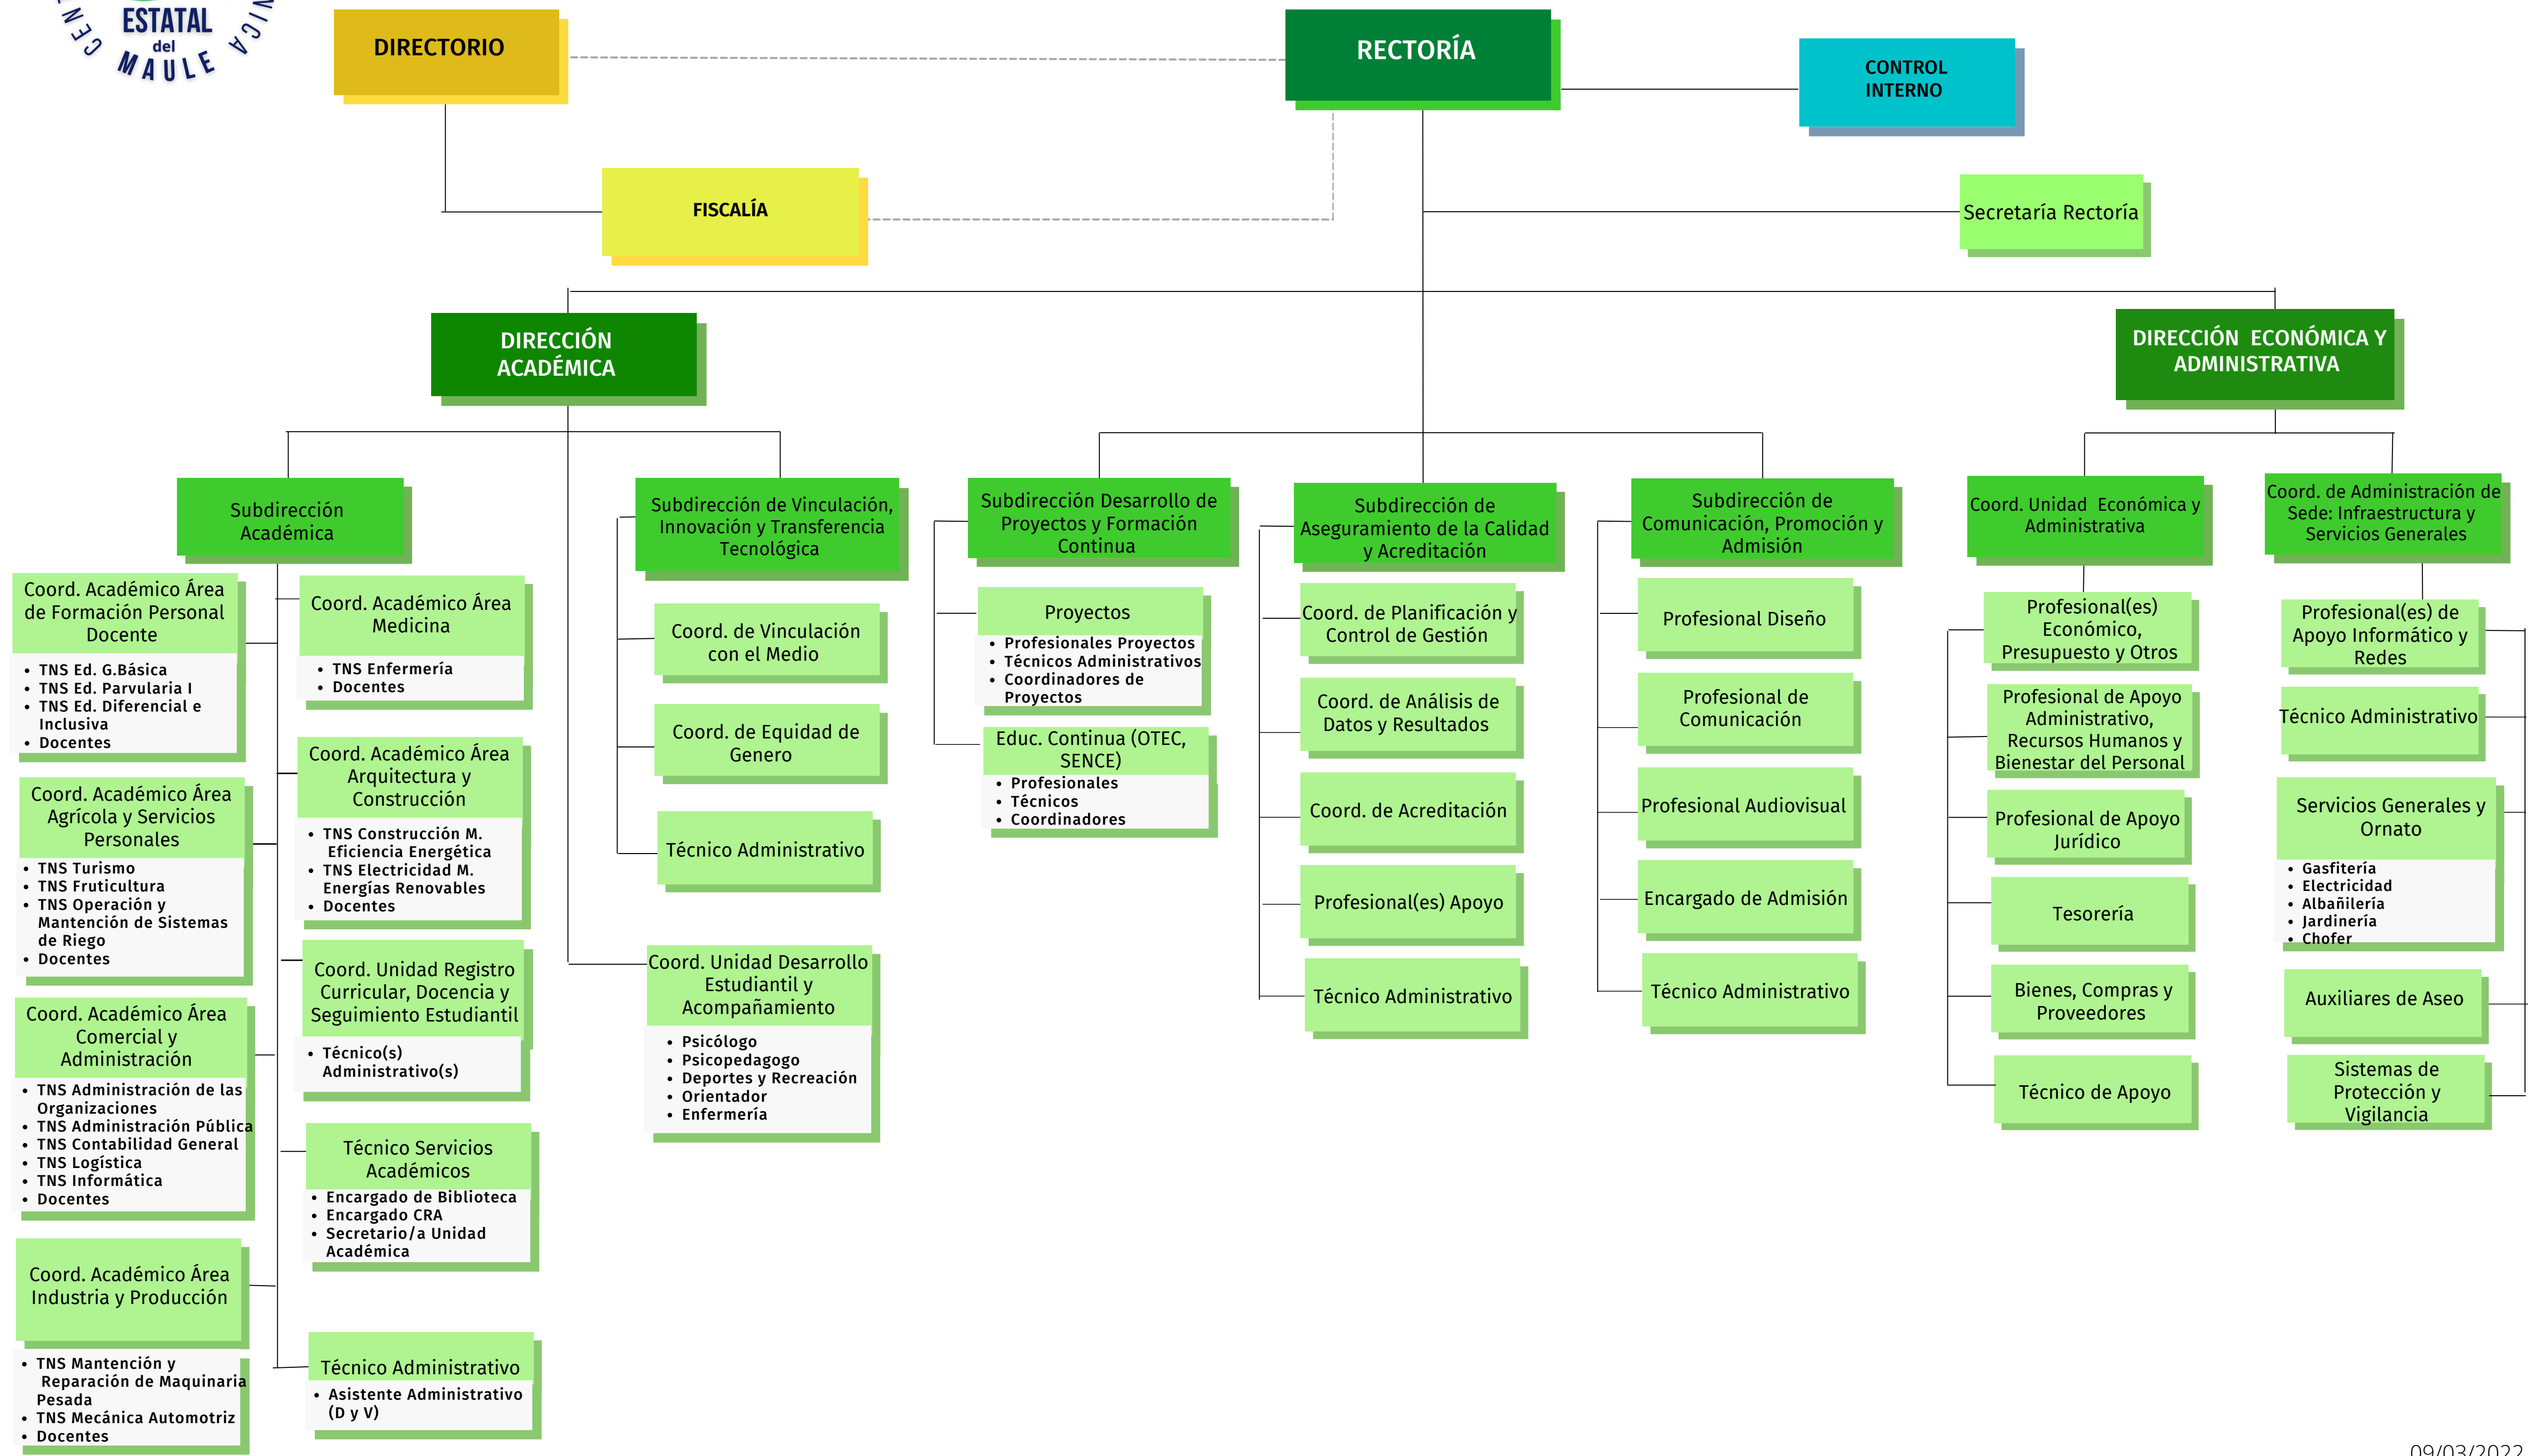 ESTATAL
del
MAULE
CEN
NICA
DIRECTORIO
RECTORÍA
CONTROL
INTERNO
FISCALÍA
Secretaría Rectoría
DIRECCIÓN
ACADÉMICA
DIRECCIÓN ECONÓMICA Y
ADMINISTRATIVA
Subdirección
Académica
Coord. Académico Área
de Formación Personal
Docente
• TNS Ed. G.Básica
• TNS Ed. Parvularia I
• TNS Ed. Diferencial e
Inclusiva
• Docentes
Coord. Académico Área
Agrícola y Servicios
Personales
• TNS Turismo
• TNS Fruticultura
• TNS Operación y
Mantención de Sistemas
de Riego
• Docentes
Coord. Académico Área
Comercial y
Administración
• TNS Administración de las
Organizaciones
• TNS Administración Pública
• TNS Contabilidad General
• TNS Logística
• TNS Informática
• Docentes
Coord. Académico Área
Industria y Producción
• TNS Mantención y
Reparación de Maquinaria
Pesada
• TNS Mecánica Automotriz
• Docentes
Coord. Académico Área
Medicina
• TNS Enfermería
• Docentes
Coord. Académico Área
Arquitectura y
Construcción
• TNS Construcción M.
Eficiencia Energética
• TNS Electricidad M.
Energías Renovables
• Docentes
Coord. Unidad Registro
Curricular, Docencia y
Seguimiento Estudiantil
• Técnico(s)
Administrativo(s)
Técnico Servicios
Académicos
• Encargado de Biblioteca
• Encargado CRA
• Secretario/a Unidad
Académica
Técnico Administrativo
• Asistente Administrativo
(D y V)
Subdirección de Vinculación,
Innovación y Transferencia
Tecnológica
Coord. de Vinculación
con el Medio
Coord. de Equidad de
Genero
Técnico Administrativo
Coord. Unidad Desarrollo
Estudiantil y
Acompañamiento
• Psicólogo
• Psicopedagogo
• Deportes y Recreación
• Orientador
• Enfermería
Subdirección Desarrollo de
Proyectos y Formación
Continua
Proyectos
• Profesionales Proyectos
• Técnicos Administrativos
• Coordinadores de
Proyectos
Educ. Continua (OTEC,
SENCE)
• Profesionales
• Técnicos
• Coordinadores
Subdirección de
Aseguramiento de la Calidad
y Acreditación
Coord. de Planificación y
Control de Gestión
Coord. de Análisis de
Datos y Resultados
Coord. de Acreditación
Profesional(es) Apoyo
Técnico Administrativo
Subdirección de
Comunicación, Promoción y
Admisión
Profesional Diseño
Profesional de
Comunicación
Profesional Audiovisual
Encargado de Admisión
Técnico Administrativo
Coord. Unidad Económica y
Administrativa
Profesional(es)
Económico,
Presupuesto y Otros
Profesional de Apoyo
Administrativo,
Recursos Humanos y
Bienestar del Personal
Profesional de Apoyo
Jurídico
Tesorería
Bienes, Compras y
Proveedores
Técnico de Apoyo
Coord. de Administración de
Sede: Infraestructura y
Servicios Generales
Profesional(es) de
Apoyo Informático y
Redes
Técnico Administrativo
Servicios Generales y
Ornato
• Gasfitería
• Electricidad
• Albañilería
• Jardinería
• Chofer
Auxiliares de Aseo
Sistemas de
Protección y
Vigilancia
09/03/2022